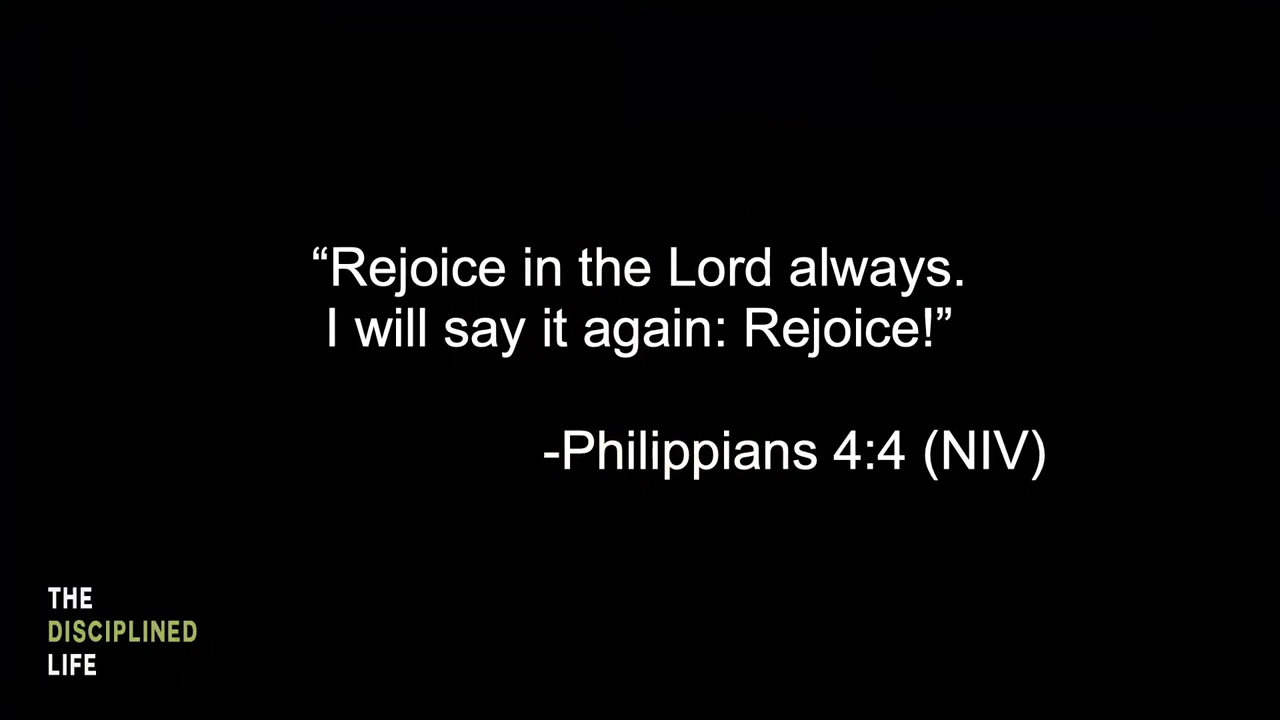 “Rejoice in the Lord always.
I will say it again: Rejoice!”
-Philippians 4:4 (NIV)
THE
DISCIPLINED
LIFE